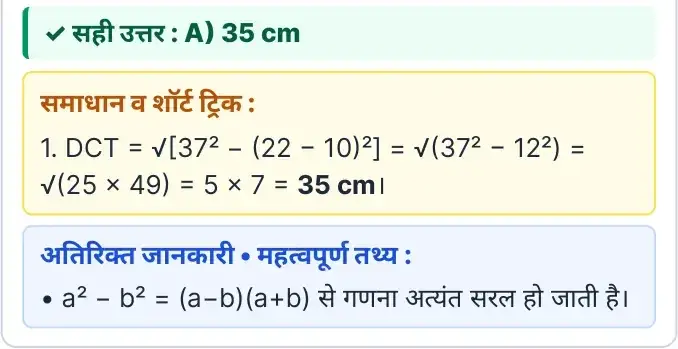 ✓ सही उत्तर : A) 35 cm
समाधान व शॉर्ट ट्रिक :
1. DCT = √[37² − (22 − 10)²] = √(37² − 12²) =
√(25 × 49) = 5 × 7 = 35 cm।
अतिरिक्त जानकारी • महत्वपूर्ण तथ्य :
• a² − b² = (a−b)(a+b) से गणना अत्यंत सरल हो जाती है।